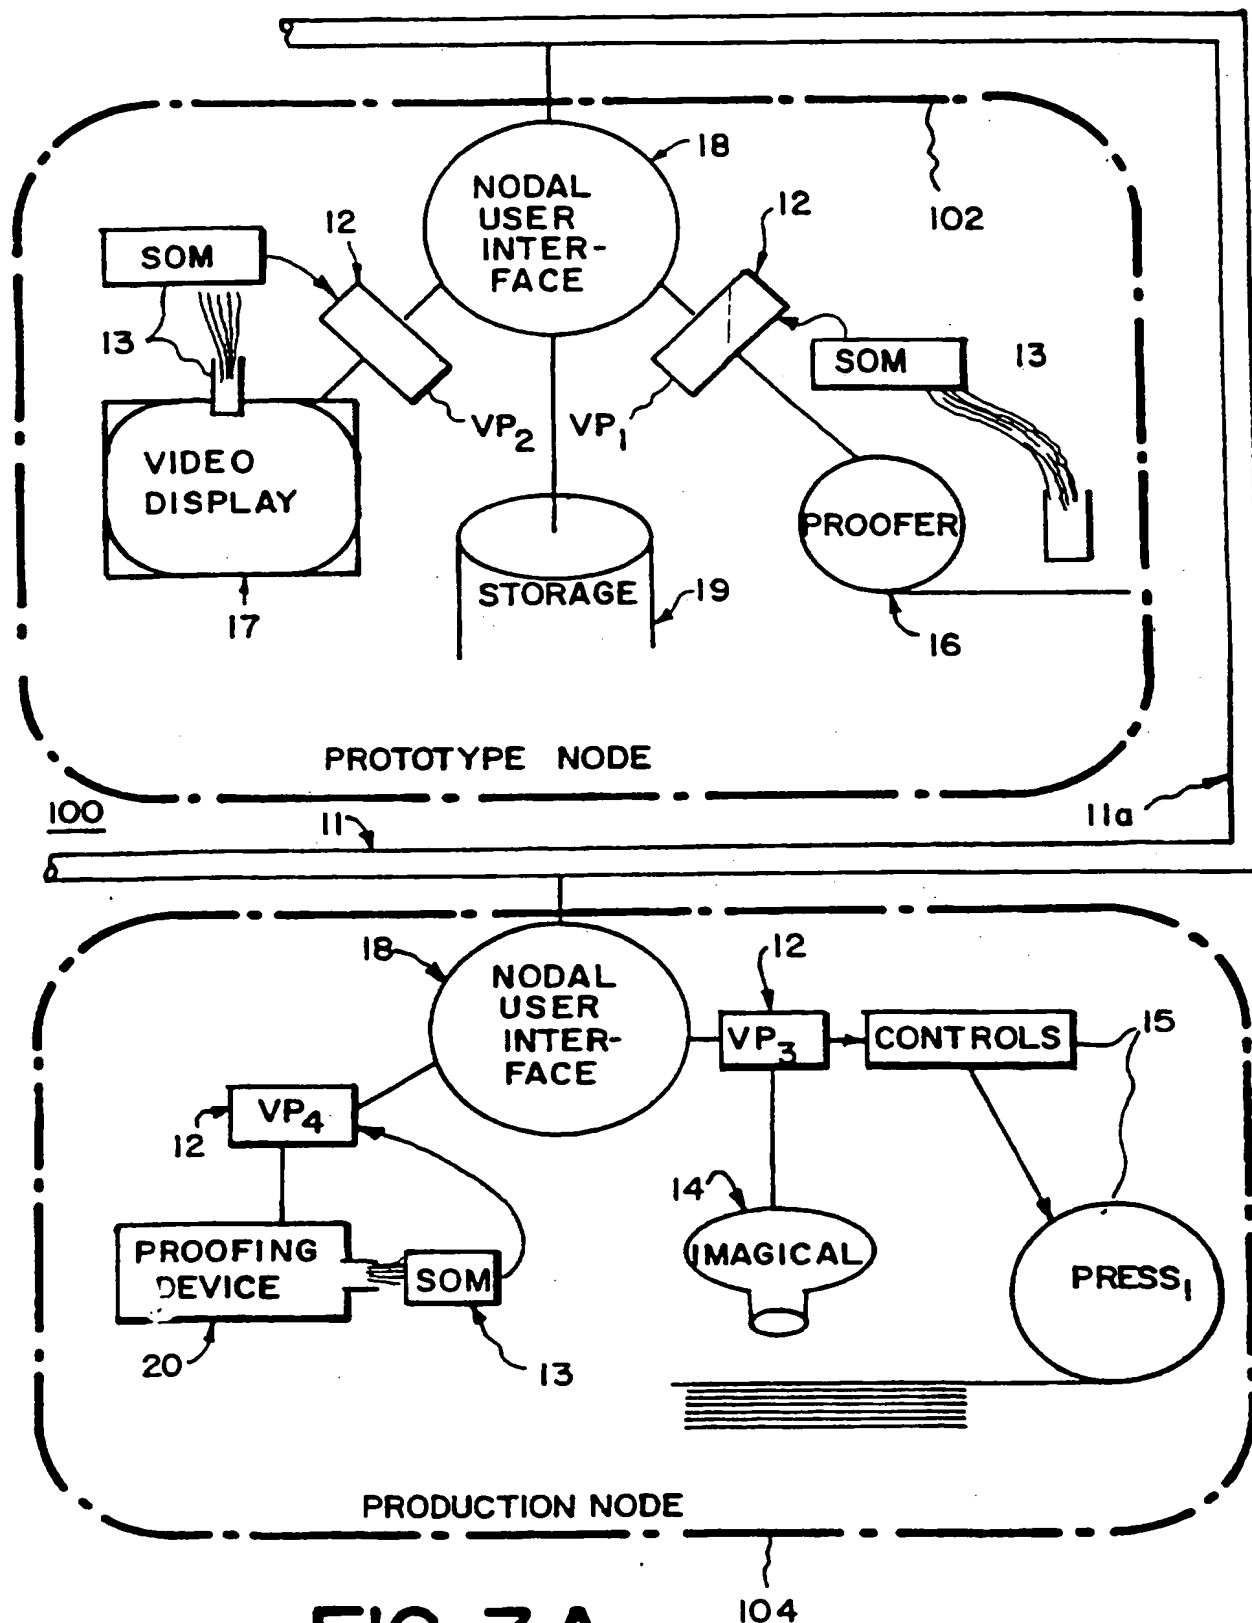 18
NODAL
USER
INTER-
FACE
102
12
12
SOM
13
VP2
VP1
SOM
13
VIDEO
DISPLAY
PROOFER
STORAGE
19
17
16
PROTOTYPE NODE
100
11
11a
18
NODAL
USER
INTER-
FACE
12
VP3
CONTROLS
15
12
VP4
14
IMAGICAL
PRESS1
PROOFING
DEVICE
SOM
20
13
PRODUCTION NODE
104
FIG. 7A